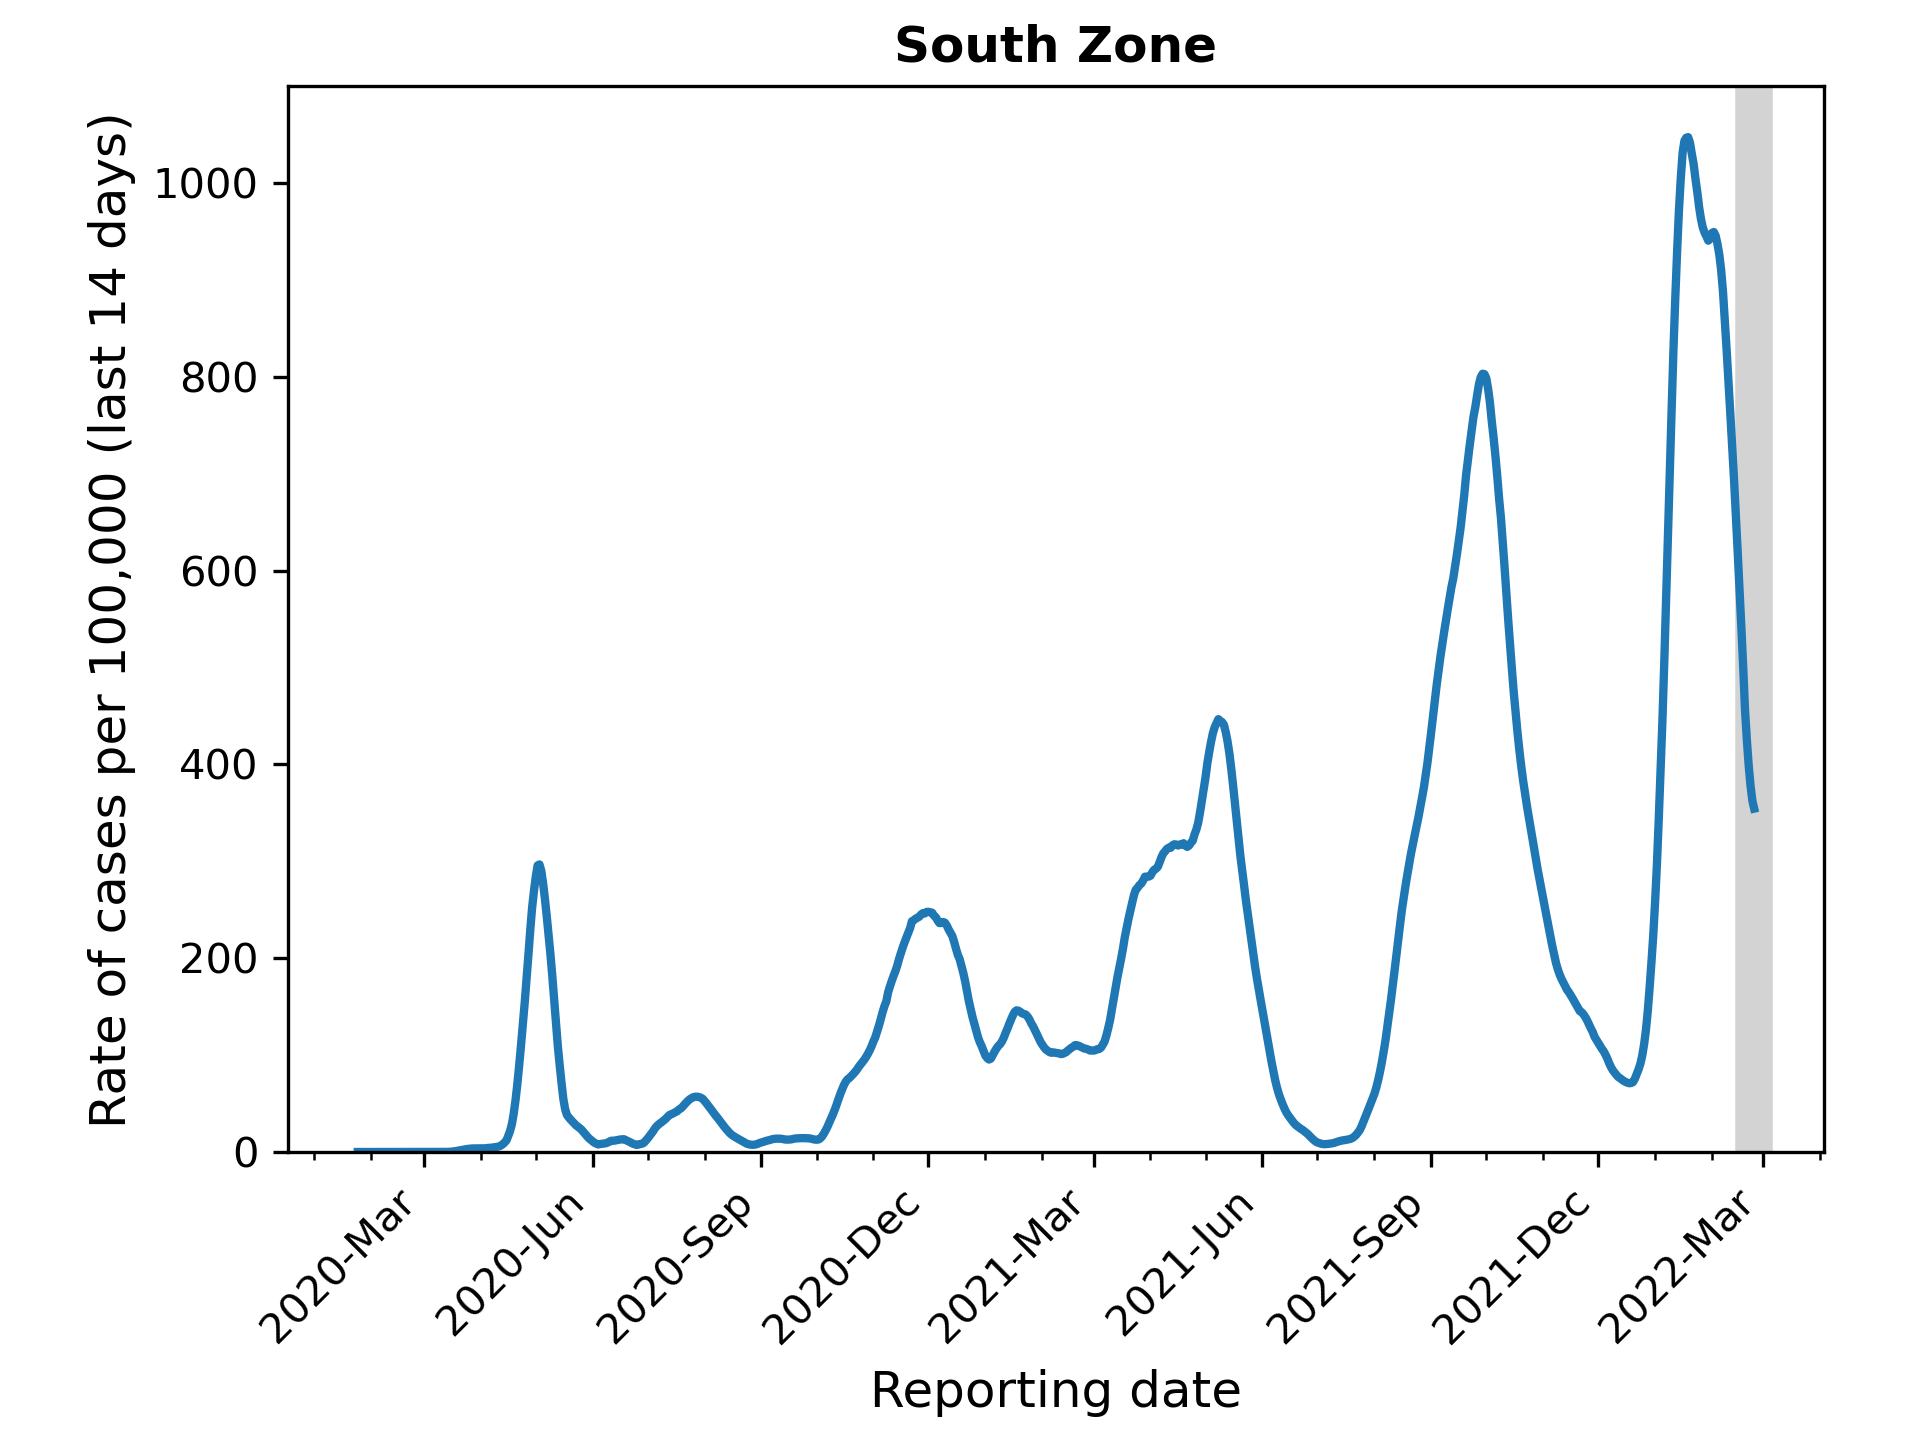 South Zone
Rate of cases per 100,000 (last 14 days)
1000
800
600
400
200
0
2020-Mar
2020-Jun
2020-Sep
2020-Dec
2021-Mar
2021-Jun
2021-Sep
2021-Dec
2022-Mar
Reporting date